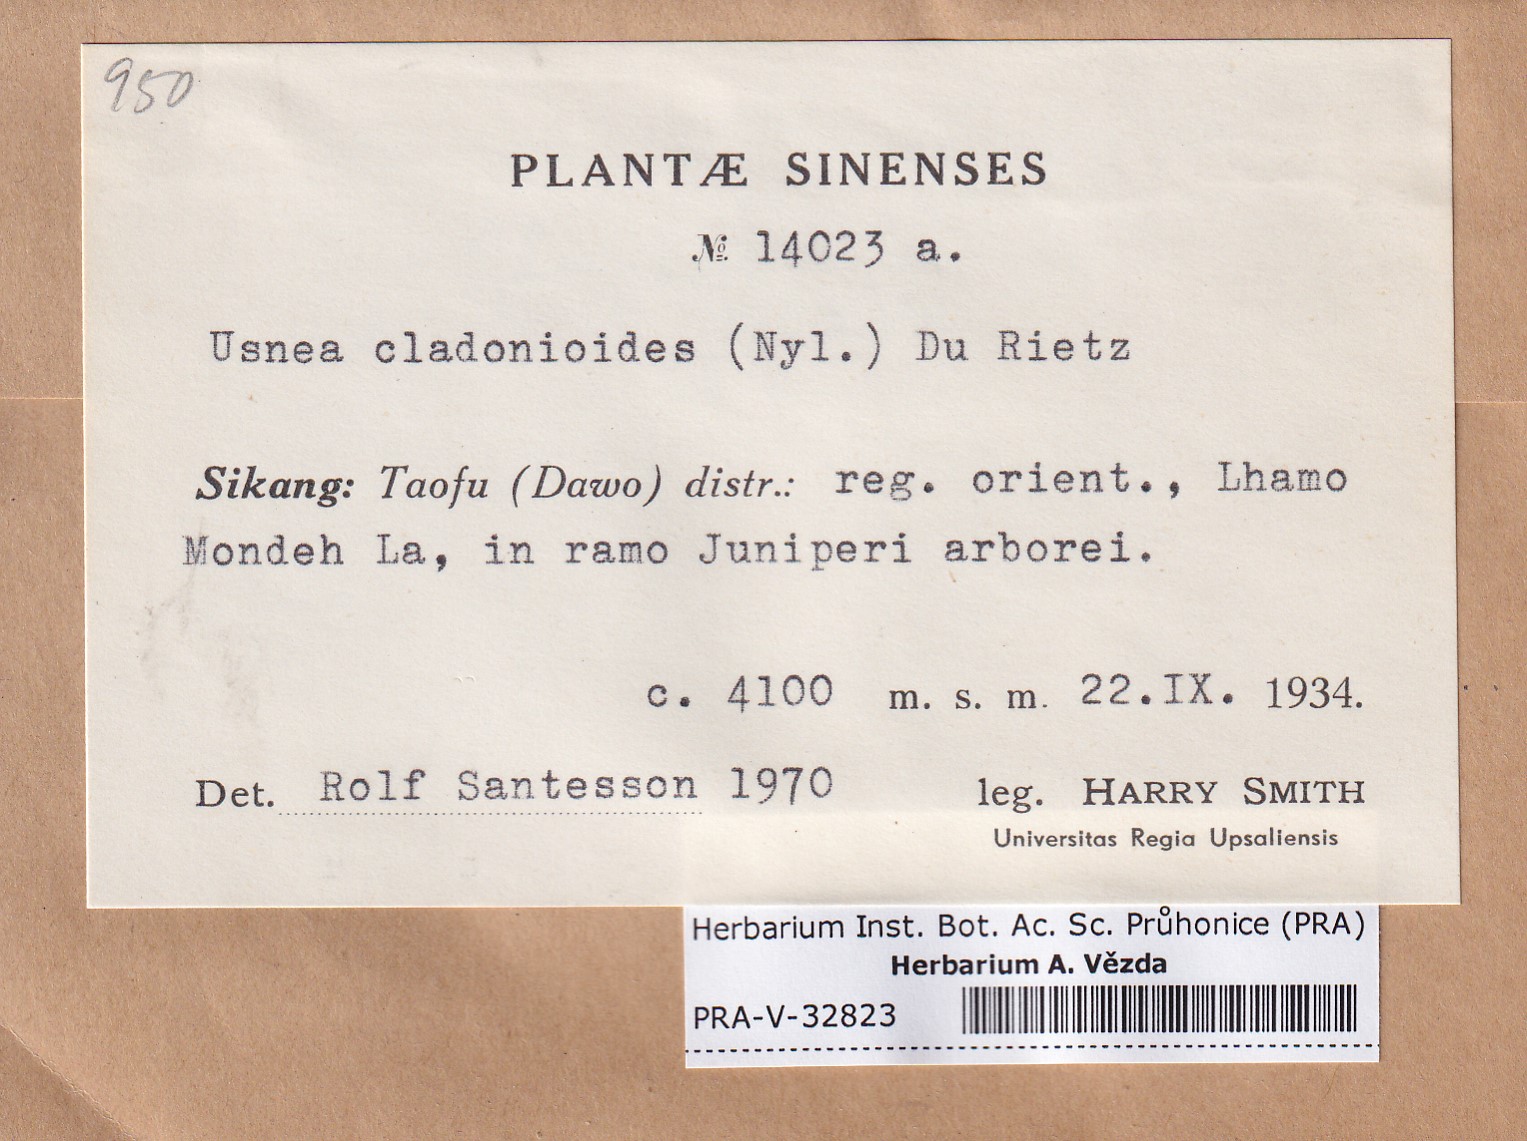 950
PLANTÆ SINENSES
№ 14023 a.
Usnea cladonioides (Nyl.) Du Rietz
Sikang: Taofu (Dawo) distr.: reg. orient., Lhamo
Mondeh La, in ramo Juniperi arborei.
c. 4100 m. s. m. 22.IX. 1934.
Det. Rolf Santesson 1970 leg. HARRY SMITH
Universitas Regia Upsaliensis
Herbarium Inst. Bot. Ac. Sc. Průhonice (PRA)
Herbarium A. Vězda
PRA-V-32823